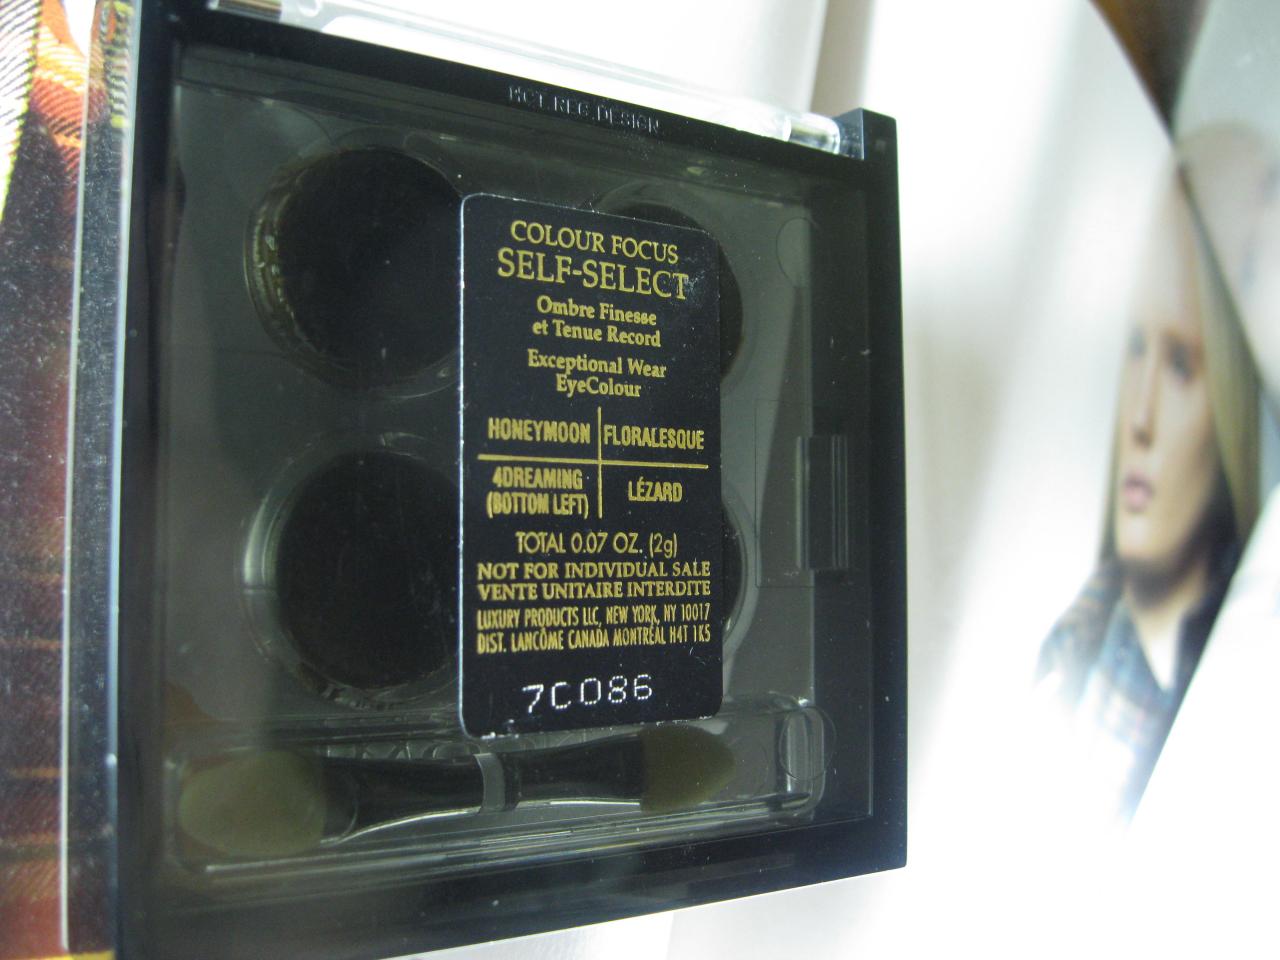 MCT.REG.DESIGN
COLOUR FOCUS
SELF-SELECT
Ombre Finesse
et Tenue Record
Exceptional Wear
EyeColour
HONEYMOON FLORALESQUE
4DREAMING
(BOTTOM LEFT) LÉZARD
TOTAL 0.07 OZ. (2g)
NOT FOR INDIVIDUAL SALE
VENTE UNITAIRE INTERDITE
LUXURY PRODUCTS LLC, NEW YORK, NY 10017
DIST. LANCÔME CANADA MONTRÉAL H4T 1K5
7C086